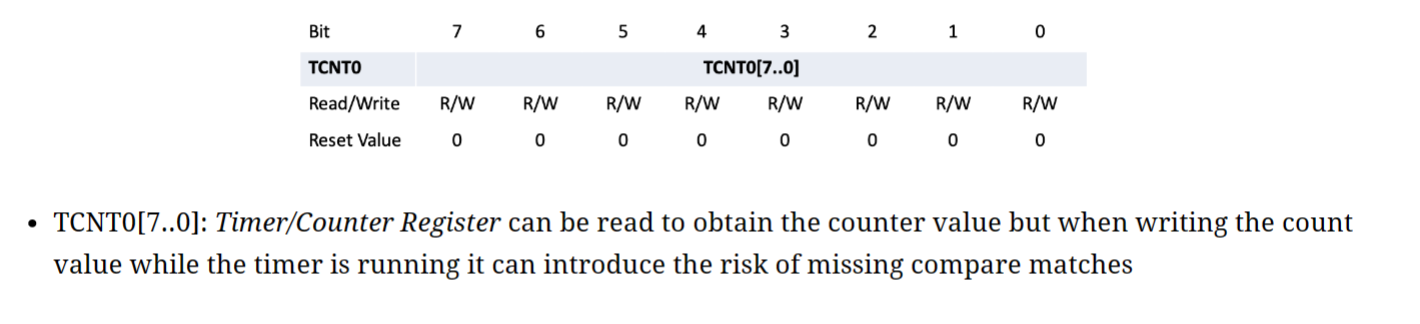 Bit 7 6 5 4 3 2 1 0
TCNT0 TCNT0[7..0]
Read/Write R/W R/W R/W R/W R/W R/W R/W R/W
Reset Value 0 0 0 0 0 0 0 0
• TCNT0[7..0]: Timer/Counter Register can be read to obtain the counter value but when writing the count
value while the timer is running it can introduce the risk of missing compare matches